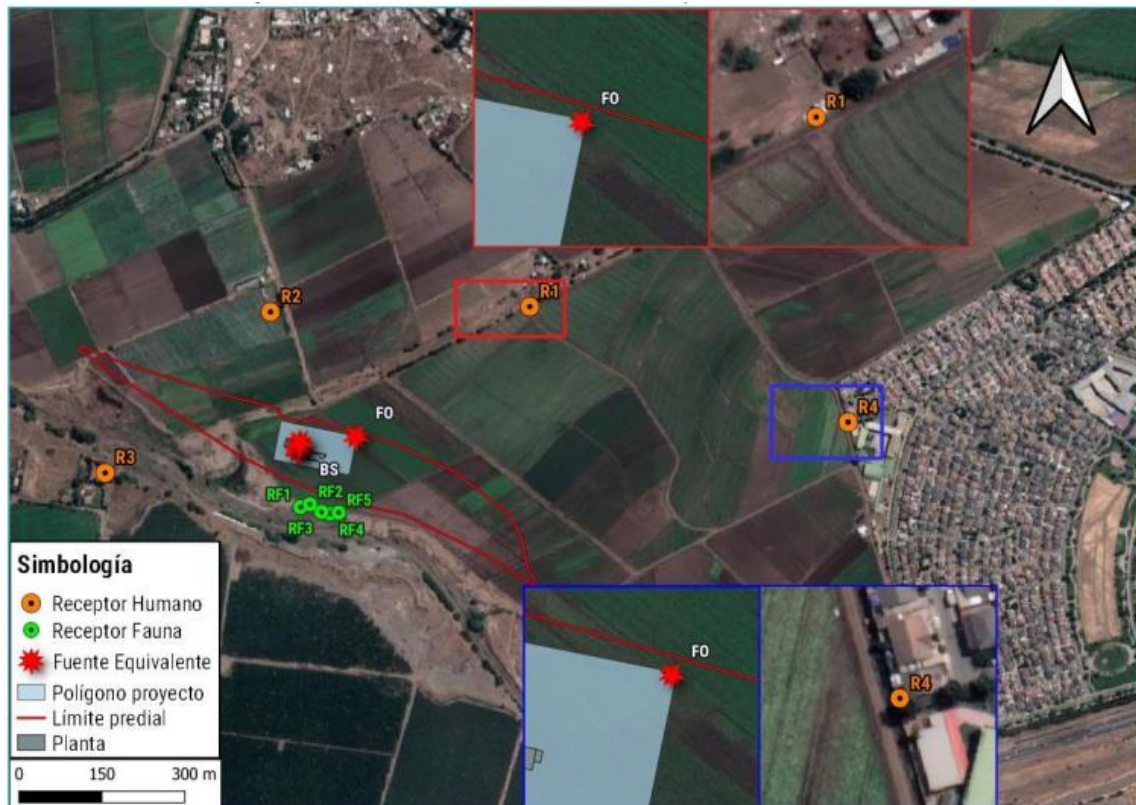 FO
R1
R2
R1
FO
R4
BS
R3
RF1
RF2
RF5
RF3
RF4
FO
R4
Simbología
Receptor Humano
Receptor Fauna
Fuente Equivalente
Polígono proyecto
Límite predial
Planta
0 150 300 m